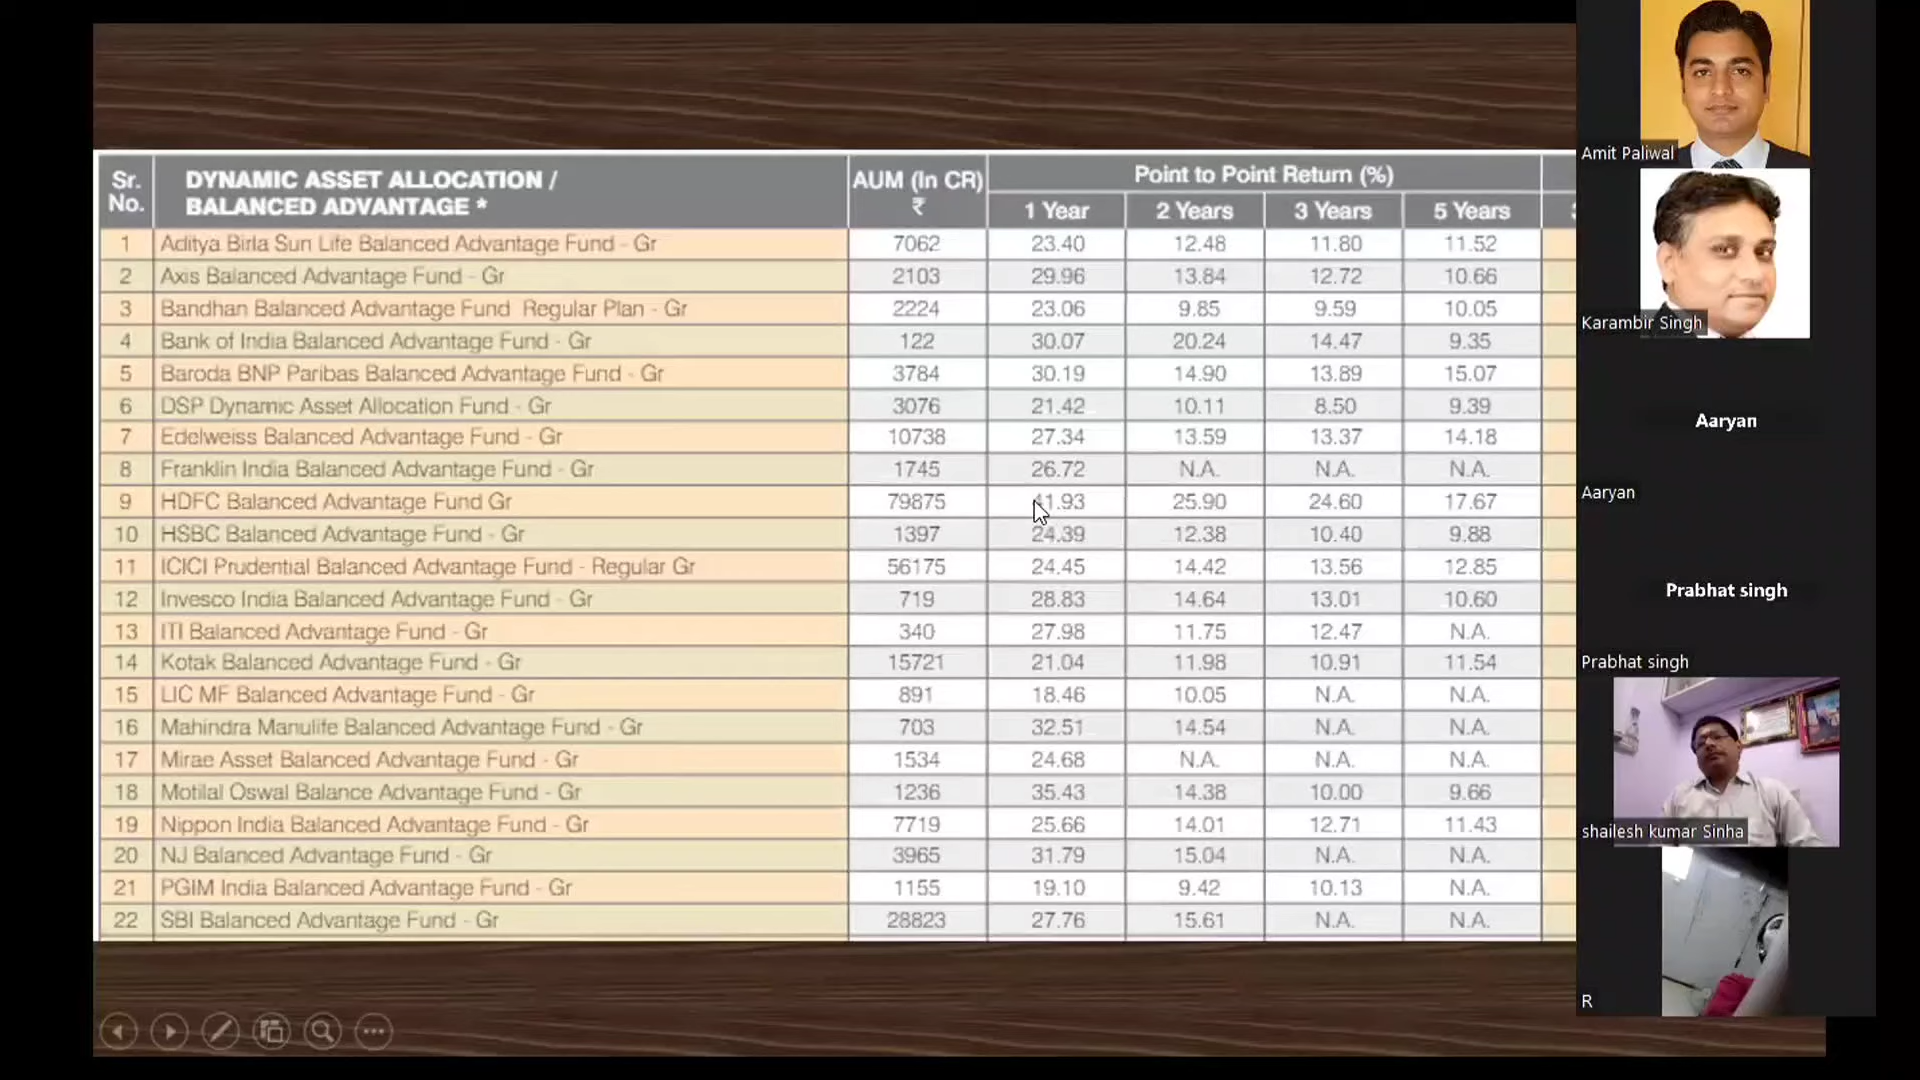 Sr. No. DYNAMIC ASSET ALLOCATION / BALANCED ADVANTAGE * AUM (In CR) ₹ Point to Point Return (%)
1 Year 2 Years 3 Years 5 Years
1 Aditya Birla Sun Life Balanced Advantage Fund - Gr 7062 23.40 12.48 11.80 11.52
2 Axis Balanced Advantage Fund - Gr 2103 29.96 13.84 12.72 10.66
3 Bandhan Balanced Advantage Fund Regular Plan - Gr 2224 23.06 9.85 9.59 10.05
4 Bank of India Balanced Advantage Fund - Gr 122 30.07 20.24 14.47 9.35
5 Baroda BNP Paribas Balanced Advantage Fund - Gr 3784 30.19 14.90 13.89 15.07
6 DSP Dynamic Asset Allocation Fund - Gr 3076 21.42 10.11 8.50 9.39
7 Edelweiss Balanced Advantage Fund - Gr 10738 27.34 13.59 13.37 14.18
8 Franklin India Balanced Advantage Fund - Gr 1745 26.72 N.A. N.A. N.A.
9 HDFC Balanced Advantage Fund Gr 79875 41.93 25.90 24.60 17.67
10 HSBC Balanced Advantage Fund - Gr 1397 24.39 12.38 10.40 9.88
11 ICICI Prudential Balanced Advantage Fund - Regular Gr 56175 24.45 14.42 13.56 12.85
12 Invesco India Balanced Advantage Fund - Gr 719 28.83 14.64 13.01 10.60
13 ITI Balanced Advantage Fund - Gr 340 27.98 11.75 12.47 N.A.
14 Kotak Balanced Advantage Fund - Gr 15721 21.04 11.98 10.91 11.54
15 LIC MF Balanced Advantage Fund - Gr 891 18.46 10.05 N.A. N.A.
16 Mahindra Manulife Balanced Advantage Fund - Gr 703 32.51 14.54 N.A. N.A.
17 Mirae Asset Balanced Advantage Fund - Gr 1534 24.68 N.A. N.A. N.A.
18 Motilal Oswal Balance Advantage Fund - Gr 1236 35.43 14.38 10.00 9.66
19 Nippon India Balanced Advantage Fund - Gr 7719 25.66 14.01 12.71 11.43
20 NJ Balanced Advantage Fund - Gr 3965 31.79 15.04 N.A. N.A.
21 PGIM India Balanced Advantage Fund - Gr 1155 19.10 9.42 10.13 N.A.
22 SBI Balanced Advantage Fund - Gr 28823 27.76 15.61 N.A. N.A.
Amit Paliwal
Karambir Singh
Aaryan
Aaryan
Prabhat singh
Prabhat singh
shailesh kumar Sinha
R